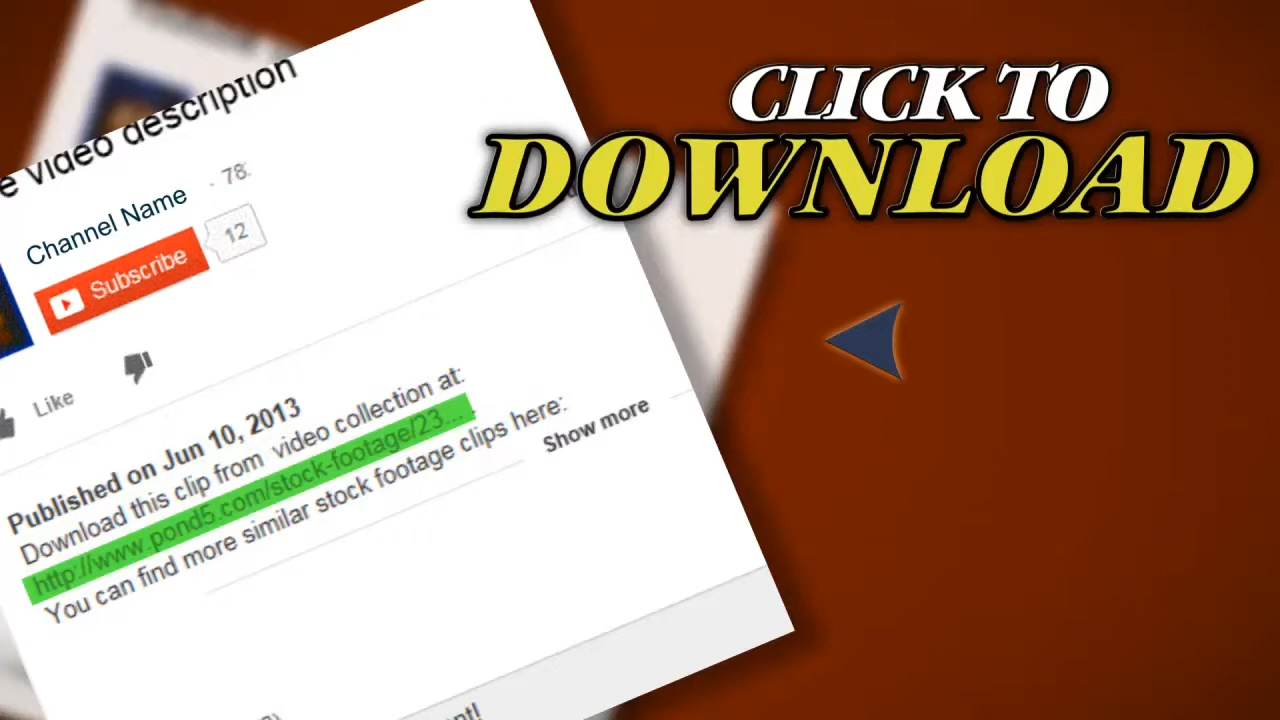 CLICK TO
DOWNLOAD
e video description
Channel Name
78
Subscribe
12
Like
Published on Jun 10, 2013
Download this clip from video collection at:
http://www.pond5.com/stock-footage/23...
You can find more similar stock footage clips here:
Show more